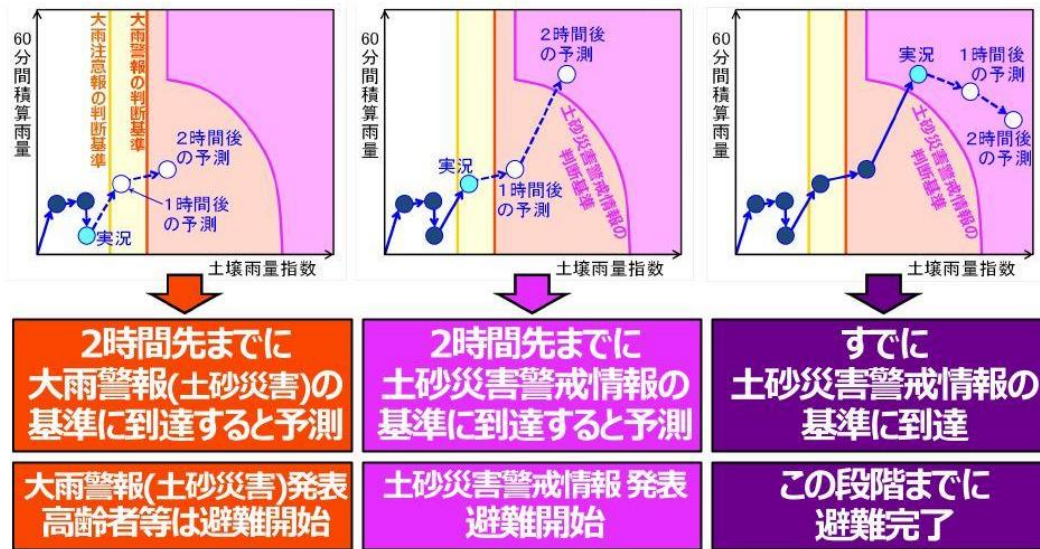 60分間積算雨量
大雨注意報の判断基準
大雨警報の判断基準
2時間後
の予測
1時間後
の予測
実況
土壌雨量指数
60分間積算雨量
2時間後
の予測
実況
1時間後
の予測
土砂災害警戒情報の
判断基準
土壌雨量指数
60分間積算雨量
実況
1時間後
の予測
2時間後
の予測
土砂災害警戒情報の
判断基準
土壌雨量指数
2時間先までに
大雨警報(土砂災害)の
基準に到達すると予測
大雨警報(土砂災害)発表
高齢者等は避難開始
2時間先までに
土砂災害警戒情報の
基準に到達すると予測
土砂災害警戒情報 発表
避難開始
すでに
土砂災害警戒情報の
基準に到達
この段階までに
避難完了